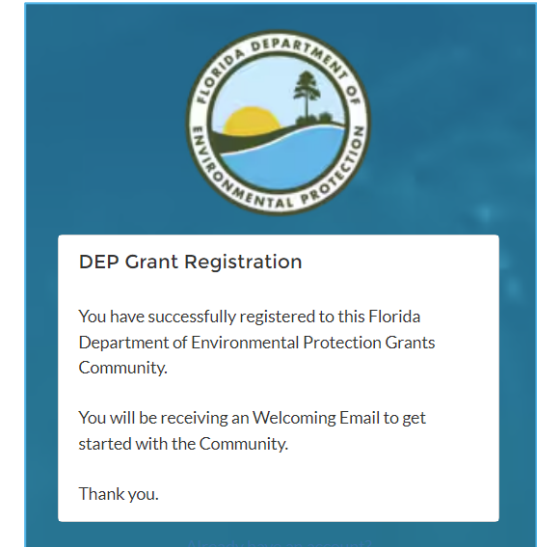 FLORIDA DEPARTMENT OF
ENVIRONMENTAL PROTECTION
DEP Grant Registration
You have successfully registered to this Florida
Department of Environmental Protection Grants
Community.
You will be receiving an Welcoming Email to get
started with the Community.
Thank you.